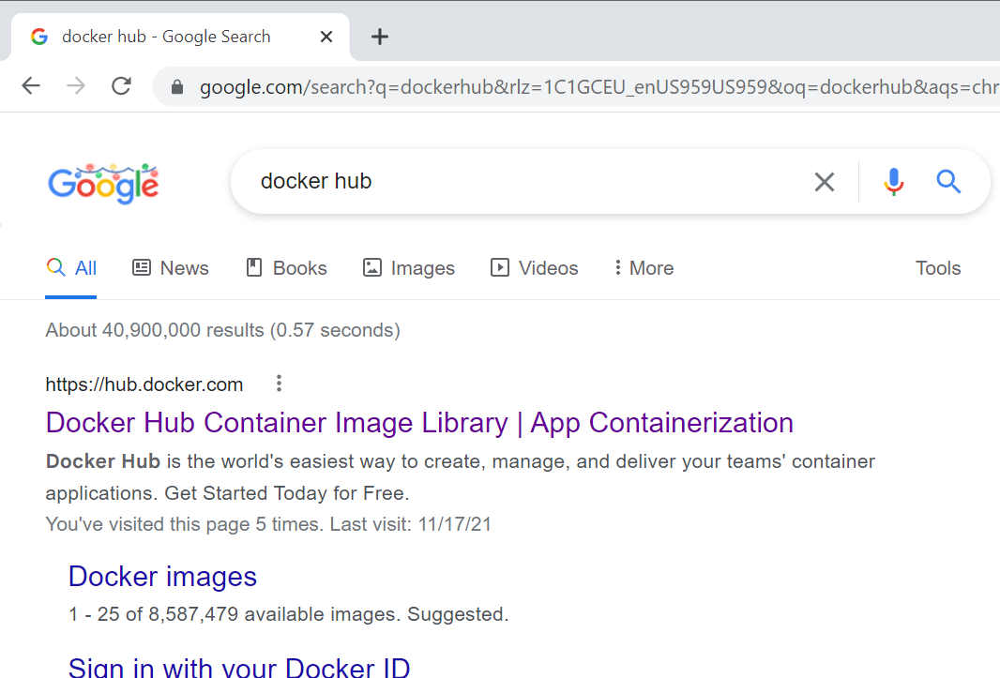 docker hub - Google Search
google.com/search?q=dockerhub&rlz=1C1GCEU_enUS959US959&oq=dockerhub&aqs=chr
Google
docker hub
All News Books Images Videos More Tools
About 40,900,000 results (0.57 seconds)
https://hub.docker.com
Docker Hub Container Image Library | App Containerization
Docker Hub is the world's easiest way to create, manage, and deliver your teams' container
applications. Get Started Today for Free.
You've visited this page 5 times. Last visit: 11/17/21
Docker images
1 - 25 of 8,587,479 available images. Suggested.
Sign in with your Docker ID